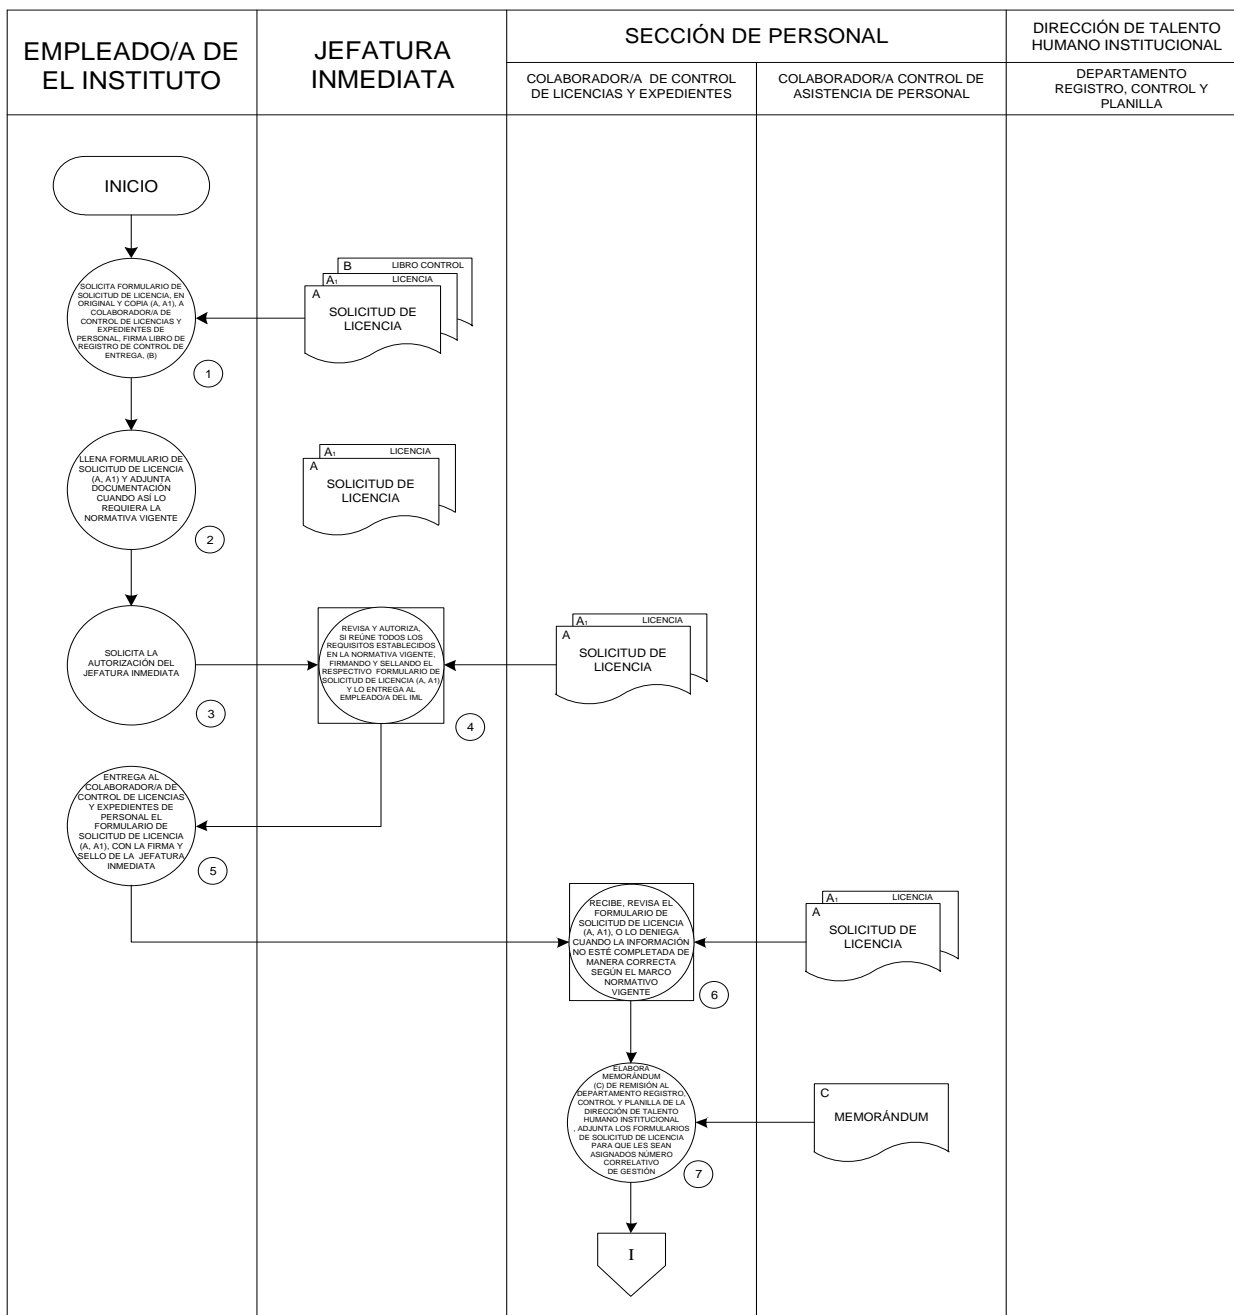 EMPLEADO/A DE
EL INSTITUTO
JEFATURA
INMEDIATA
SECCIÓN DE PERSONAL
COLABORADOR/A DE CONTROL
DE LICENCIAS Y EXPEDIENTES
COLABORADOR/A CONTROL DE
ASISTENCIA DE PERSONAL
DIRECCIÓN DE TALENTO
HUMANO INSTITUCIONAL
DEPARTAMENTO
REGISTRO, CONTROL Y
PLANILLA
INICIO
SOLICITA FORMULARIO DE
SOLICITUD DE LICENCIA, EN
ORIGINAL Y COPIA (A, A1), A
COLABORADOR/A DE
CONTROL DE LICENCIAS Y
EXPEDIENTES DE
PERSONAL, FIRMA LIBRO DE
REGISTRO DE CONTROL DE
ENTREGA, (B)
1
B LIBRO CONTROL
A1 LICENCIA
A
SOLICITUD DE
LICENCIA
LLENA FORMULARIO DE
SOLICITUD DE LICENCIA
(A, A1) Y ADJUNTA
DOCUMENTACIÓN
CUANDO ASÍ LO
REQUIERA LA
NORMATIVA VIGENTE
2
A1 LICENCIA
A
SOLICITUD DE
LICENCIA
SOLICITA LA
AUTORIZACIÓN DEL
JEFATURA INMEDIATA
3
REVISA Y AUTORIZA,
SI REÚNE TODOS LOS
REQUISITOS ESTABLECIDOS
EN LA NORMATIVA VIGENTE,
FIRMANDO Y SELLANDO EL
RESPECTIVO FORMULARIO DE
SOLICITUD DE LICENCIA (A, A1)
Y LO ENTREGA AL
EMPLEADO/A DEL IML
4
A1 LICENCIA
A
SOLICITUD DE
LICENCIA
ENTREGA AL
COLABORADOR/A DE
CONTROL DE LICENCIAS
Y EXPEDIENTES DE
PERSONAL EL
FORMULARIO DE
SOLICITUD DE LICENCIA
(A, A1), CON LA FIRMA Y
SELLO DE LA JEFATURA
INMEDIATA
5
RECIBE, REVISA EL
FORMULARIO DE
SOLICITUD DE LICENCIA
(A, A1), O LO DENIEGA
CUANDO LA INFORMACIÓN
NO ESTÉ COMPLETADA DE
MANERA CORRECTA
SEGÚN EL MARCO
NORMATIVO
VIGENTE
6
A1 LICENCIA
A
SOLICITUD DE
LICENCIA
ELABORA
MEMORÁNDUM
(C) DE REMISIÓN AL
DEPARTAMENTO REGISTRO,
CONTROL Y PLANILLA DE LA
DIRECCIÓN DE TALENTO
HUMANO INSTITUCIONAL
, ADJUNTA LOS FORMULARIOS
DE SOLICITUD DE LICENCIA
PARA QUE LES SEAN
ASIGNADOS NÚMERO
CORRELATIVO
DE GESTIÓN
7
C
MEMORÁNDUM
I